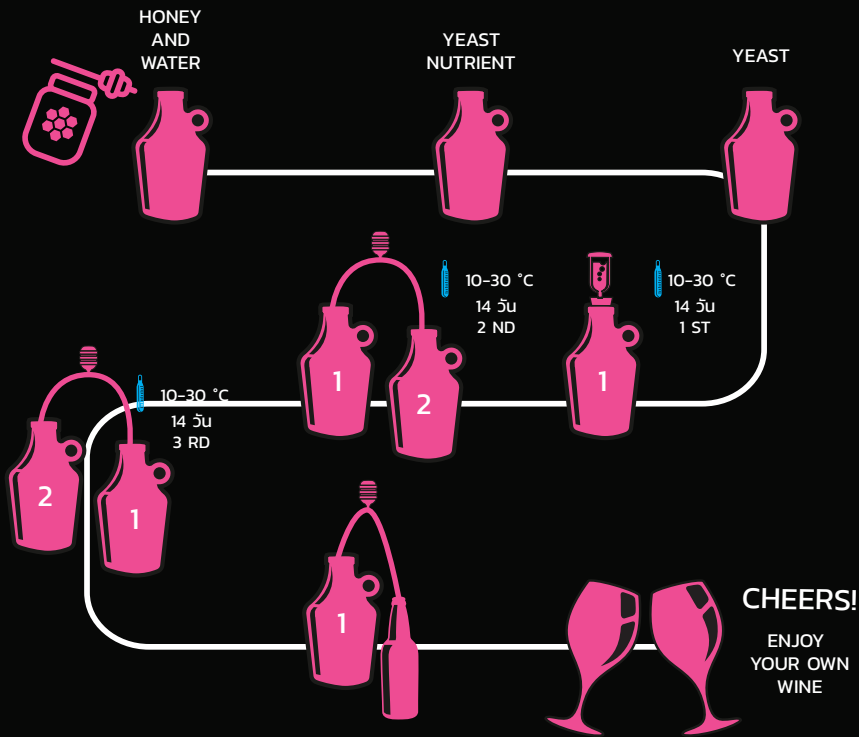 HONEY
AND
WATER
YEAST
NUTRIENT
YEAST
10-30 °C
14 วัน
1 ST
1
10-30 °C
14 วัน
2 ND
1
2
10-30 °C
14 วัน
3 RD
2
1
1
CHEERS!
ENJOY
YOUR OWN
WINE